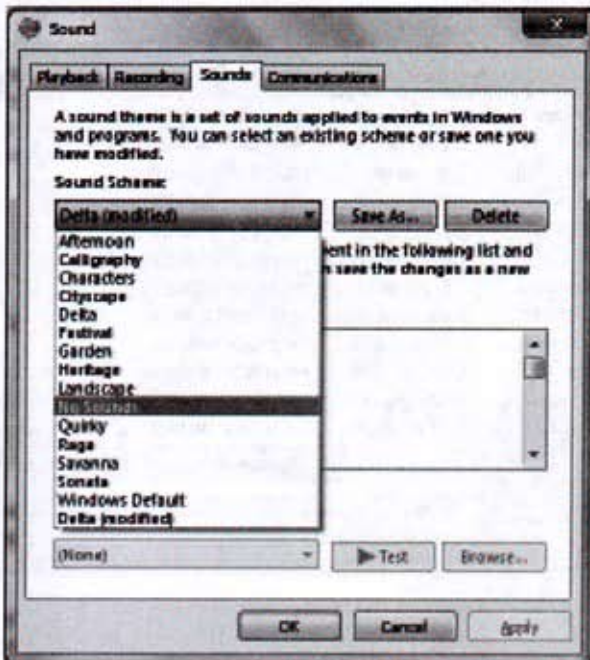 Sound
Playback Recording Sounds Communications
A sound theme is a set of sounds applied to events in Windows
and programs. You can select an existing scheme or save one you
have modified.
Sound Scheme:
Delta (modified) Save As... Delete
Afternoon
Calligraphy
Characters
Cityscape
Delta
Festival
Garden
Heritage
Landscape
No Sounds
Quirky
Raga
Savanna
Sonata
Windows Default
Delta (modified)
ent in the following list and
n save the changes as a new
(None) Test Browse...
OK Cancel Apply